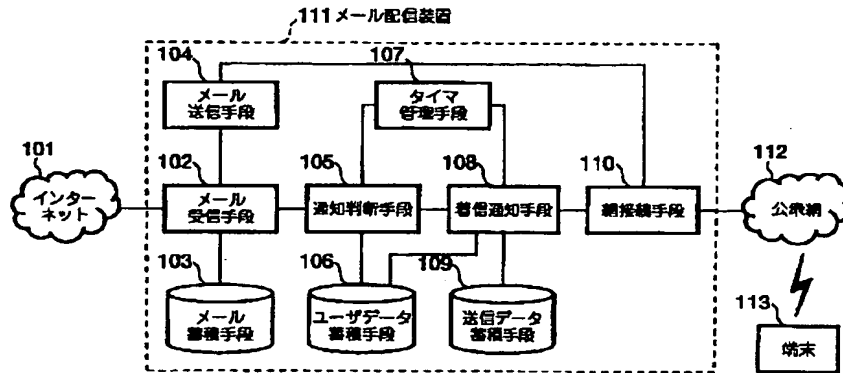 111 メール配信装置
104
メール
送信手段
107
タイマ
管理手段
101
インター
ネット
102
メール
受信手段
105
通知判断手段
108
着信通知手段
110
網接続手段
112
公衆網
103
メール
蓄積手段
106
ユーザデータ
蓄積手段
109
送信データ
蓄積手段
113
端末